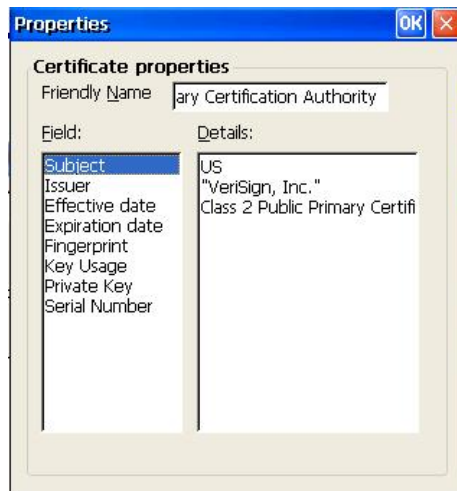 Properties OK
Certificate properties
Friendly Name ary Certification Authority
Field: Details:
Subject
Issuer
Effective date
Expiration date
Fingerprint
Key Usage
Private Key
Serial Number
US
"VeriSign, Inc."
Class 2 Public Primary Certifi